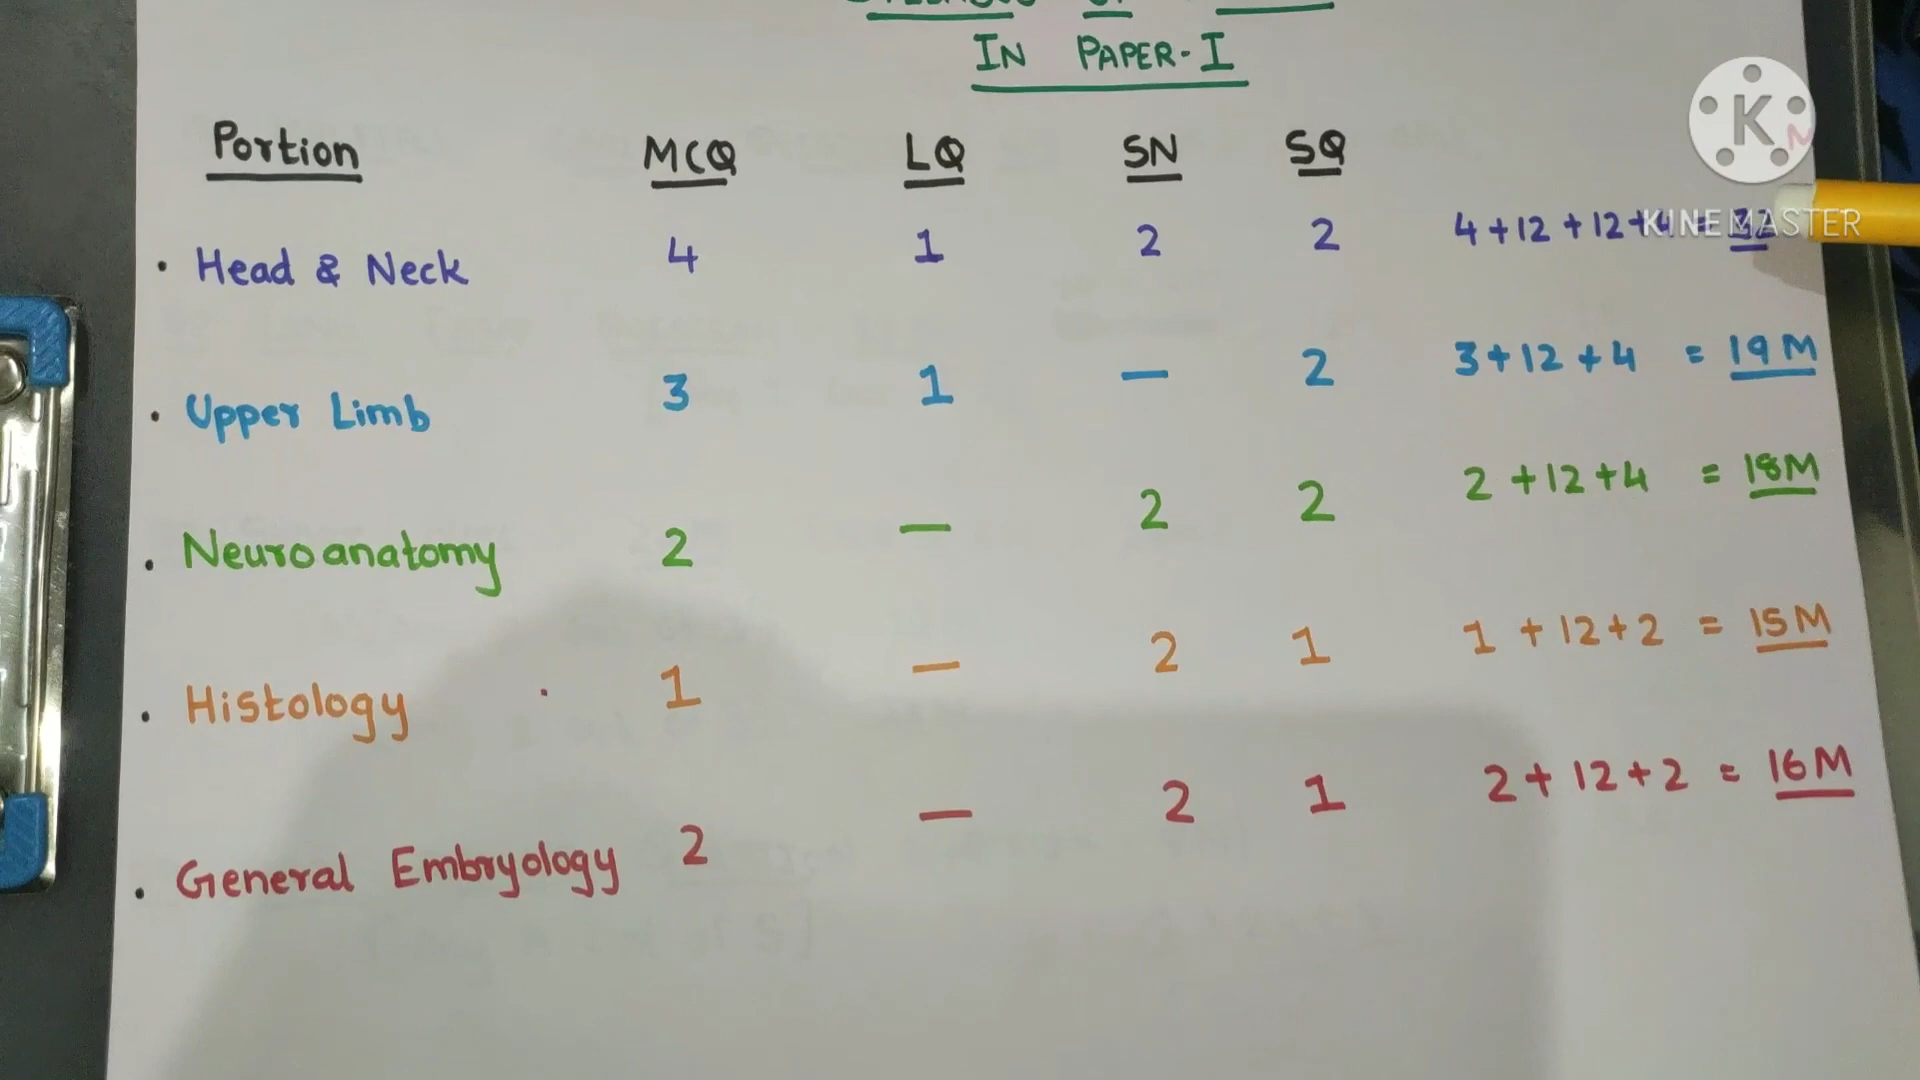 IN PAPER-I
Portion MCQ LQ SN SQ
K
KINEMASTER
• Head & Neck 4 1 2 2 4+12+12+4 = 32
• Upper Limb 3 1 — 2 3+12+4 = 19M
• Neuroanatomy 2 — 2 2 2+12+4 = 18M
• Histology 1 — 2 1 1+12+2 = 15M
• General Embryology 2 — 2 1 2+12+2 = 16M